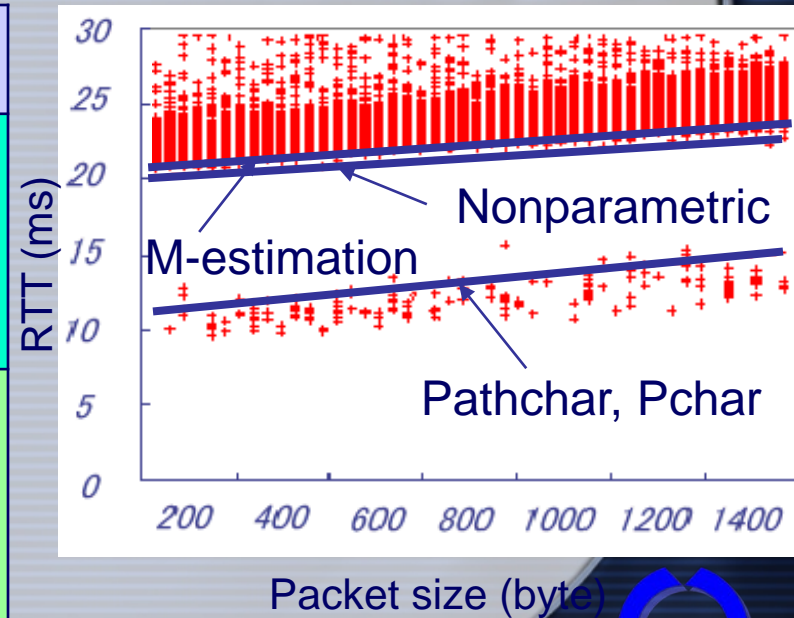 30
25
20
15
10
5
0
RTT (ms)
Nonparametric
M-estimation
Pathchar, Pchar
200 400 600 800 1000 1200 1400
Packet size (byte)